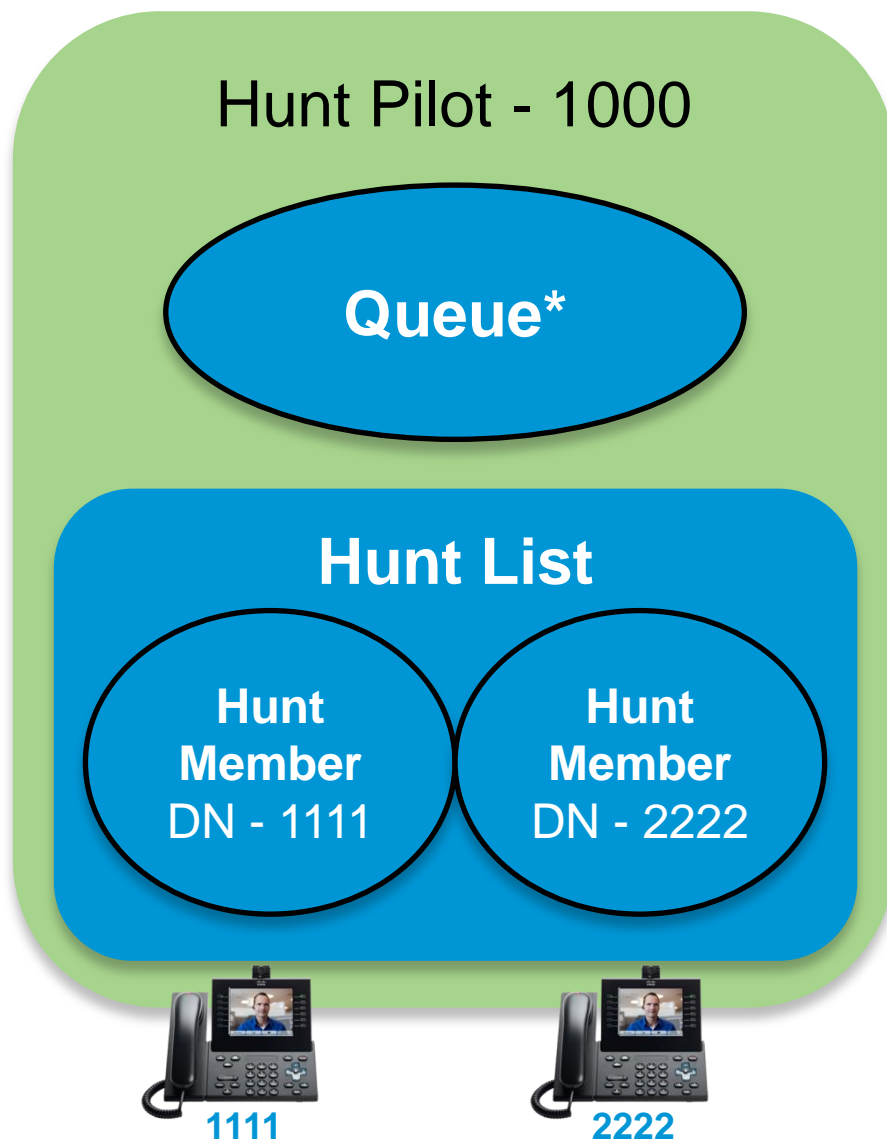 Hunt Pilot - 1000
Queue*
Hunt List
Hunt
Member
DN - 1111
Hunt
Member
DN - 2222
1111
2222